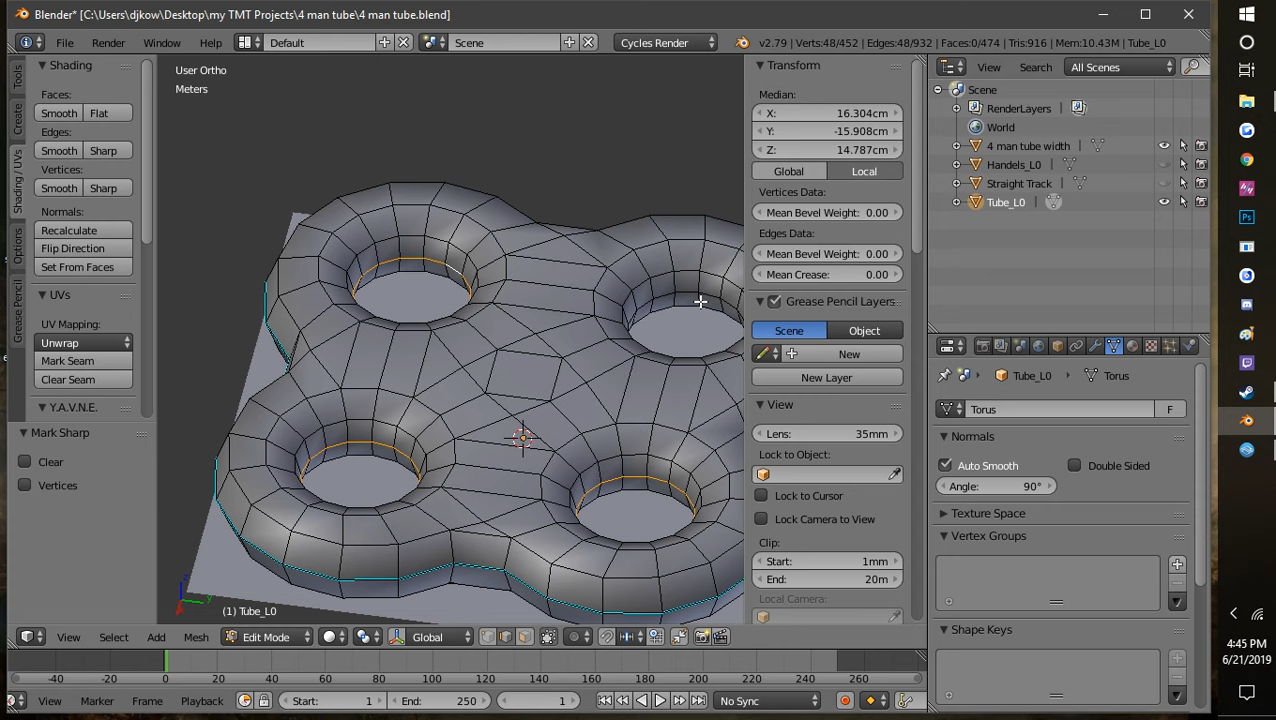 Blender* [C:\Users\djkow\Desktop\my TMT Projects\4 man tube\4 man tube.blend]
File Render Window Help Default Scene Cycles Render v2.79 | Verts:48/452 | Edges:48/932 | Faces:0/474 | Tris:916 | Mem:10.43M | Tube_L0
Tools
Create
Shading / UVs
Options
Grease Pencil
Shading
Faces:
Smooth Flat
Edges:
Smooth Sharp
Vertices:
Smooth Sharp
Normals:
Recalculate
Flip Direction
Set From Faces
UVs
UV Mapping:
Unwrap
Mark Seam
Clear Seam
Y.A.V.N.E.
Mark Sharp
Clear
Vertices
User Ortho
Meters
(1) Tube_L0
Transform
Median:
X: 16.304cm
Y: -15.908cm
Z: 14.787cm
Global Local
Vertices Data:
Mean Bevel Weight: 0.00
Edges Data:
Mean Bevel Weight: 0.00
Mean Crease: 0.00
Grease Pencil Layers
Scene Object
New
New Layer
View
Lens: 35mm
Lock to Object:
Lock to Cursor
Lock Camera to View
Clip:
Start: 1mm
End: 20m
Local Camera:
View Search All Scenes
Scene
RenderLayers
World
4 man tube width
Handels_L0
Straight Track
Tube_L0
Tube_L0 Torus
Torus F
Normals
Auto Smooth Double Sided
Angle: 90°
Texture Space
Vertex Groups
Shape Keys
View Select Add Mesh Edit Mode Global
-40 -20 0 20 40 60 80 100 120 140 160 180 200 220 240 260
View Marker Frame Playback Start: 1 End: 250 1 No Sync
4:45 PM
6/21/2019